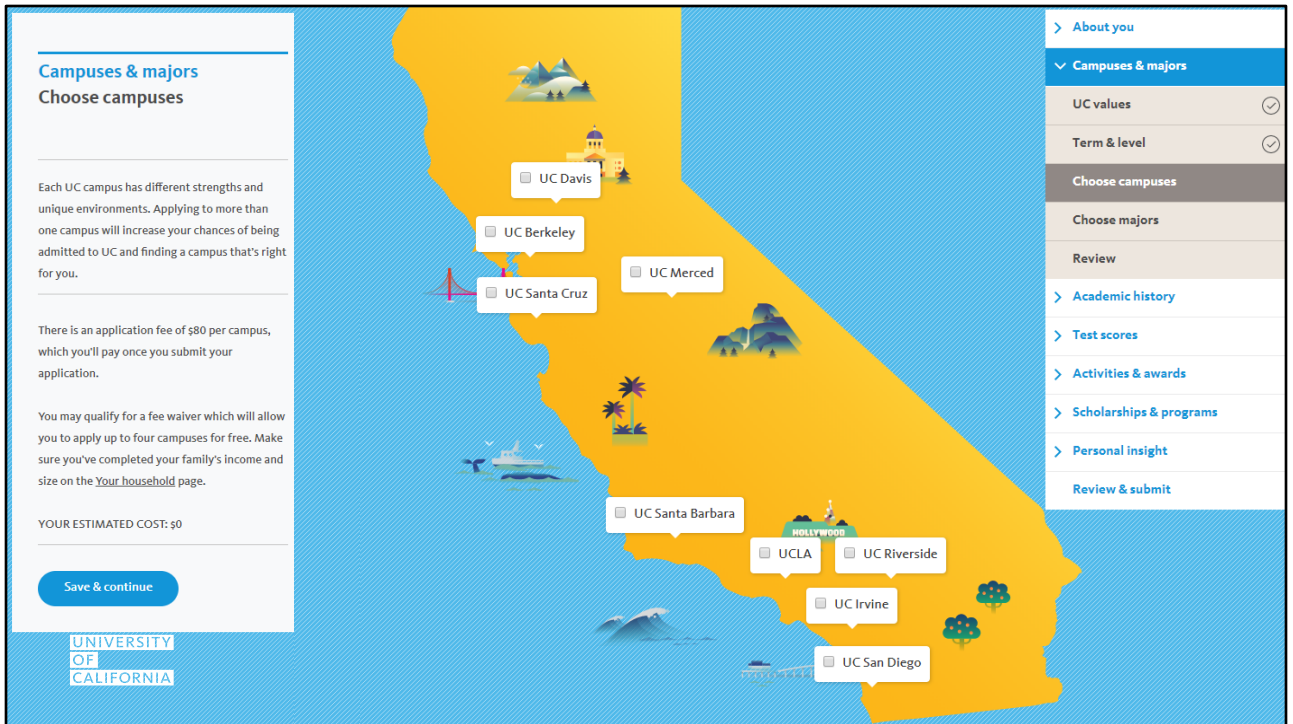 Campuses & majors
Choose campuses
Each UC campus has different strengths and
unique environments. Applying to more than
one campus will increase your chances of being
admitted to UC and finding a campus that's right
for you.
There is an application fee of $80 per campus,
which you'll pay once you submit your
application.
You may qualify for a fee waiver which will allow
you to apply up to four campuses for free. Make
sure you've completed your family's income and
size on the Your household page.
YOUR ESTIMATED COST: $0
Save & continue
UNIVERSITY
OF
CALIFORNIA
UC Davis
UC Berkeley
UC Merced
UC Santa Cruz
UC Santa Barbara
HOLLYWOOD
UCLA
UC Riverside
UC Irvine
UC San Diego
About you
Campuses & majors
UC values
Term & level
Choose campuses
Choose majors
Review
Academic history
Test scores
Activities & awards
Scholarships & programs
Personal insight
Review & submit